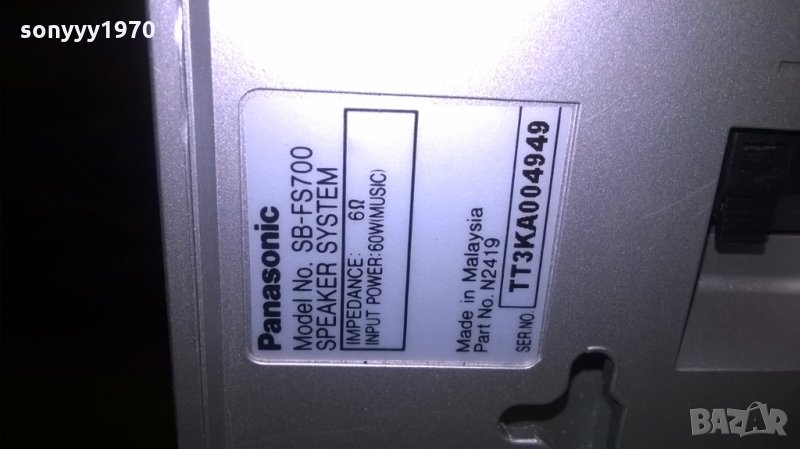 sonyyy1970
Panasonic
Model No. SB-FS700
SPEAKER SYSTEM
IMPEDANCE: 6Ω
INPUT POWER: 60W(MUSIC)
Made in Malaysia
Part No. N2419
SER.NO. TT3KA004949
BAZAR